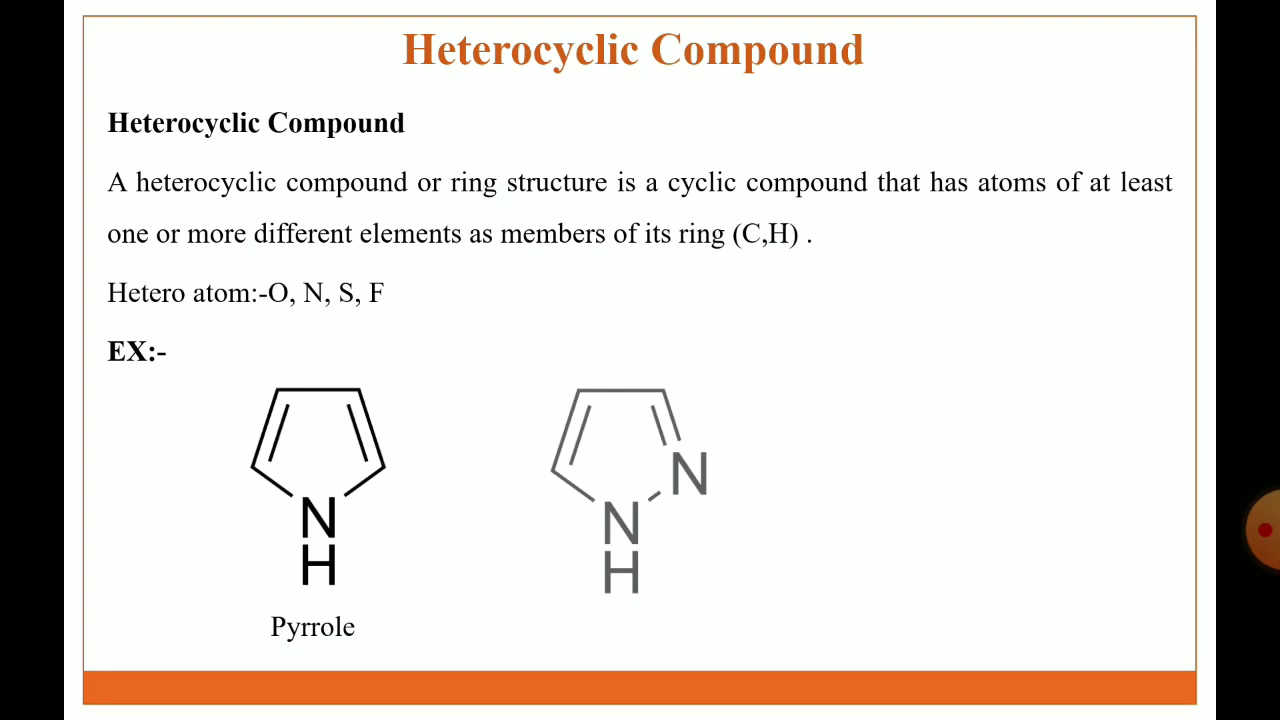 Heterocyclic Compound
Heterocyclic Compound
A heterocyclic compound or ring structure is a cyclic compound that has atoms of at least
one or more different elements as members of its ring (C,H) .
Hetero atom:-O, N, S, F
EX:-
N
N
N
H
H
Pyrrole